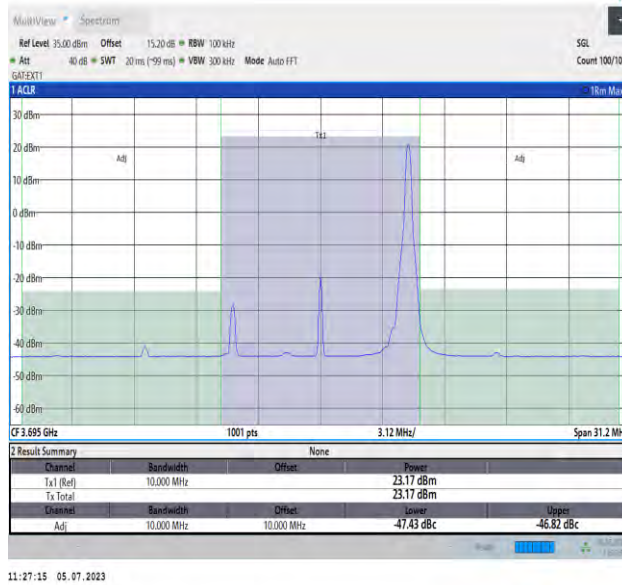 MultiView Spectrum
Ref Level 35.00 dBm Offset 15.20 dB RBW 100 kHz SGL
Att 40 dB SWT 20 ms (~99 ms) VBW 300 kHz Mode Auto FFT Count 100/10
GAT:EXT1
1 ACLR 1Rm Max
30 dBm
Tx1
20 dBm
Adj Adj
10 dBm
0 dBm
-10 dBm
-20 dBm
-30 dBm
-40 dBm
-50 dBm
-60 dBm
CF 3.695 GHz 1001 pts 3.12 MHz/ Span 31.2 MH
2 Result Summary None
Channel Bandwidth Offset Power
Tx1 (Ref) 10.000 MHz 23.17 dBm
Tx Total 23.17 dBm
Channel Bandwidth Offset Lower Upper
Adj 10.000 MHz 10.000 MHz -47.43 dBc -46.82 dBc
11:27:15 05.07.2023